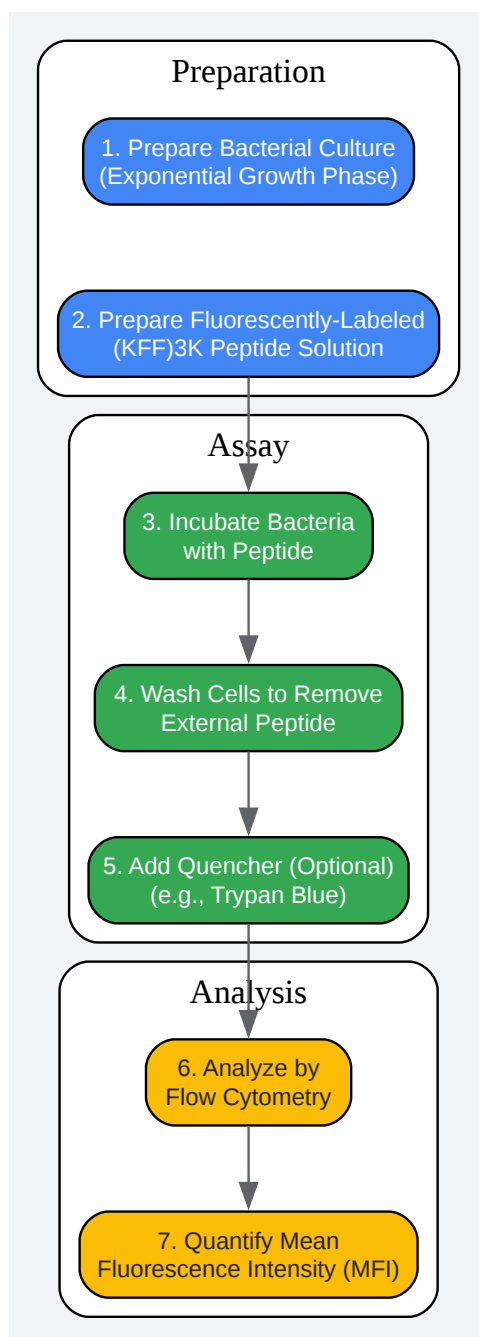 Preparation
1. Prepare Bacterial Culture
(Exponential Growth Phase)
2. Prepare Fluorescently-Labeled
(KFF)3K Peptide Solution
Assay
3. Incubate Bacteria
with Peptide
4. Wash Cells to Remove
External Peptide
5. Add Quencher (Optional)
(e.g., Trypan Blue)
Analysis
6. Analyze by
Flow Cytometry
7. Quantify Mean
Fluorescence Intensity (MFI)